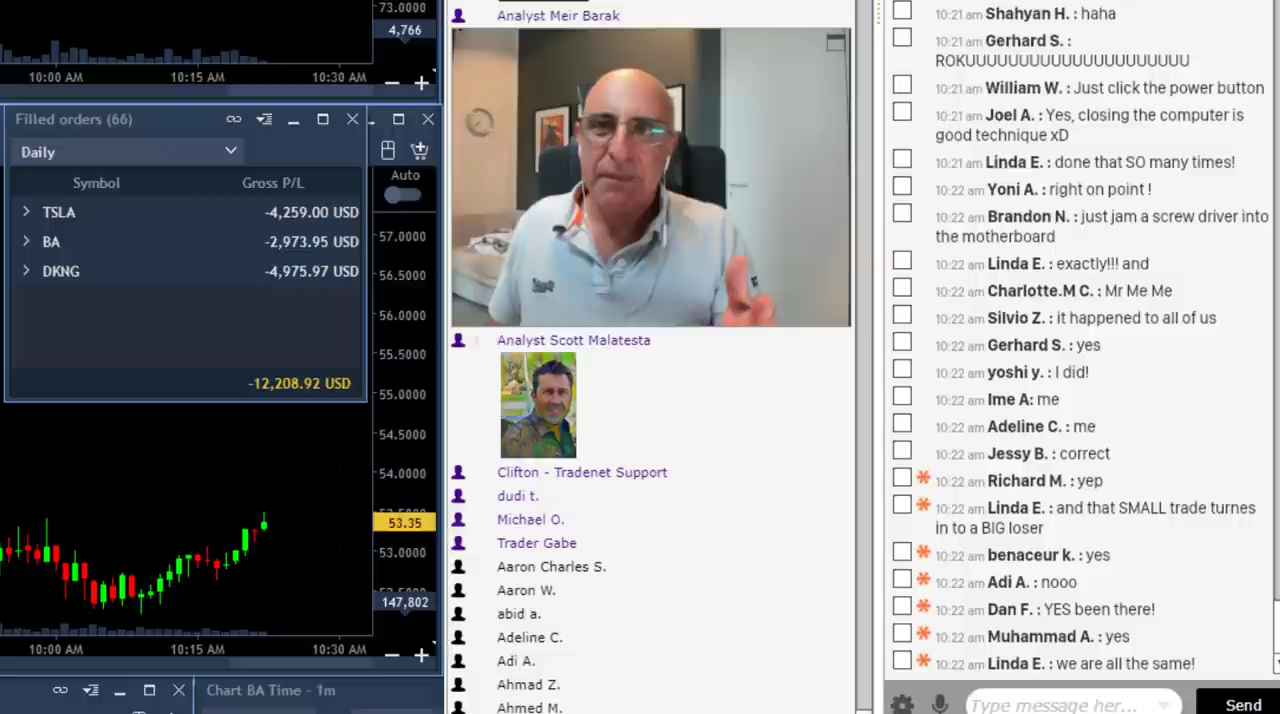 73.0000
4,766
10:00 AM
10:15 AM
10:30 AM
Filled orders (66)
Daily
Symbol
Gross P/L
TSLA
-4,259.00 USD
BA
-2,973.95 USD
DKNG
-4,975.97 USD
-12,208.92 USD
Auto
57.0000
56.5000
56.0000
55.5000
55.0000
54.5000
54.0000
53.35
53.0000
147,802
10:00 AM
10:15 AM
10:30 AM
Chart BA Time - 1m
Analyst Meir Barak
Analyst Scott Malatesta
Clifton - Tradenet Support
dudi t.
Michael O.
Trader Gabe
Aaron Charles S.
Aaron W.
abid a.
Adeline C.
Adi A.
Ahmad Z.
Ahmed M.
10:21 am Shahyan H. : haha
10:21 am Gerhard S. :
ROKUUUUUUUUUUUUUUUUUUUU
10:21 am William W. : Just click the power button
10:21 am Joel A. : Yes, closing the computer is
good technique xD
10:21 am Linda E. : done that SO many times!
10:22 am Yoni A. : right on point !
10:22 am Brandon N. : just jam a screw driver into
the motherboard
10:22 am Linda E. : exactly!!! and
10:22 am Charlotte.M C. : Mr Me Me
10:22 am Silvio Z. : it happened to all of us
10:22 am Gerhard S. : yes
10:22 am yoshi y. : I did!
10:22 am Ime A: me
10:22 am Adeline C. : me
10:22 am Jessy B. : correct
10:22 am Richard M. : yep
10:22 am Linda E. : and that SMALL trade turns
in to a BIG loser
10:22 am benaceur k. : yes
10:22 am Adi A. : nooo
10:22 am Dan F. : YES been there!
10:22 am Muhammad A. : yes
10:22 am Linda E. : we are all the same!
Type message her...
Send